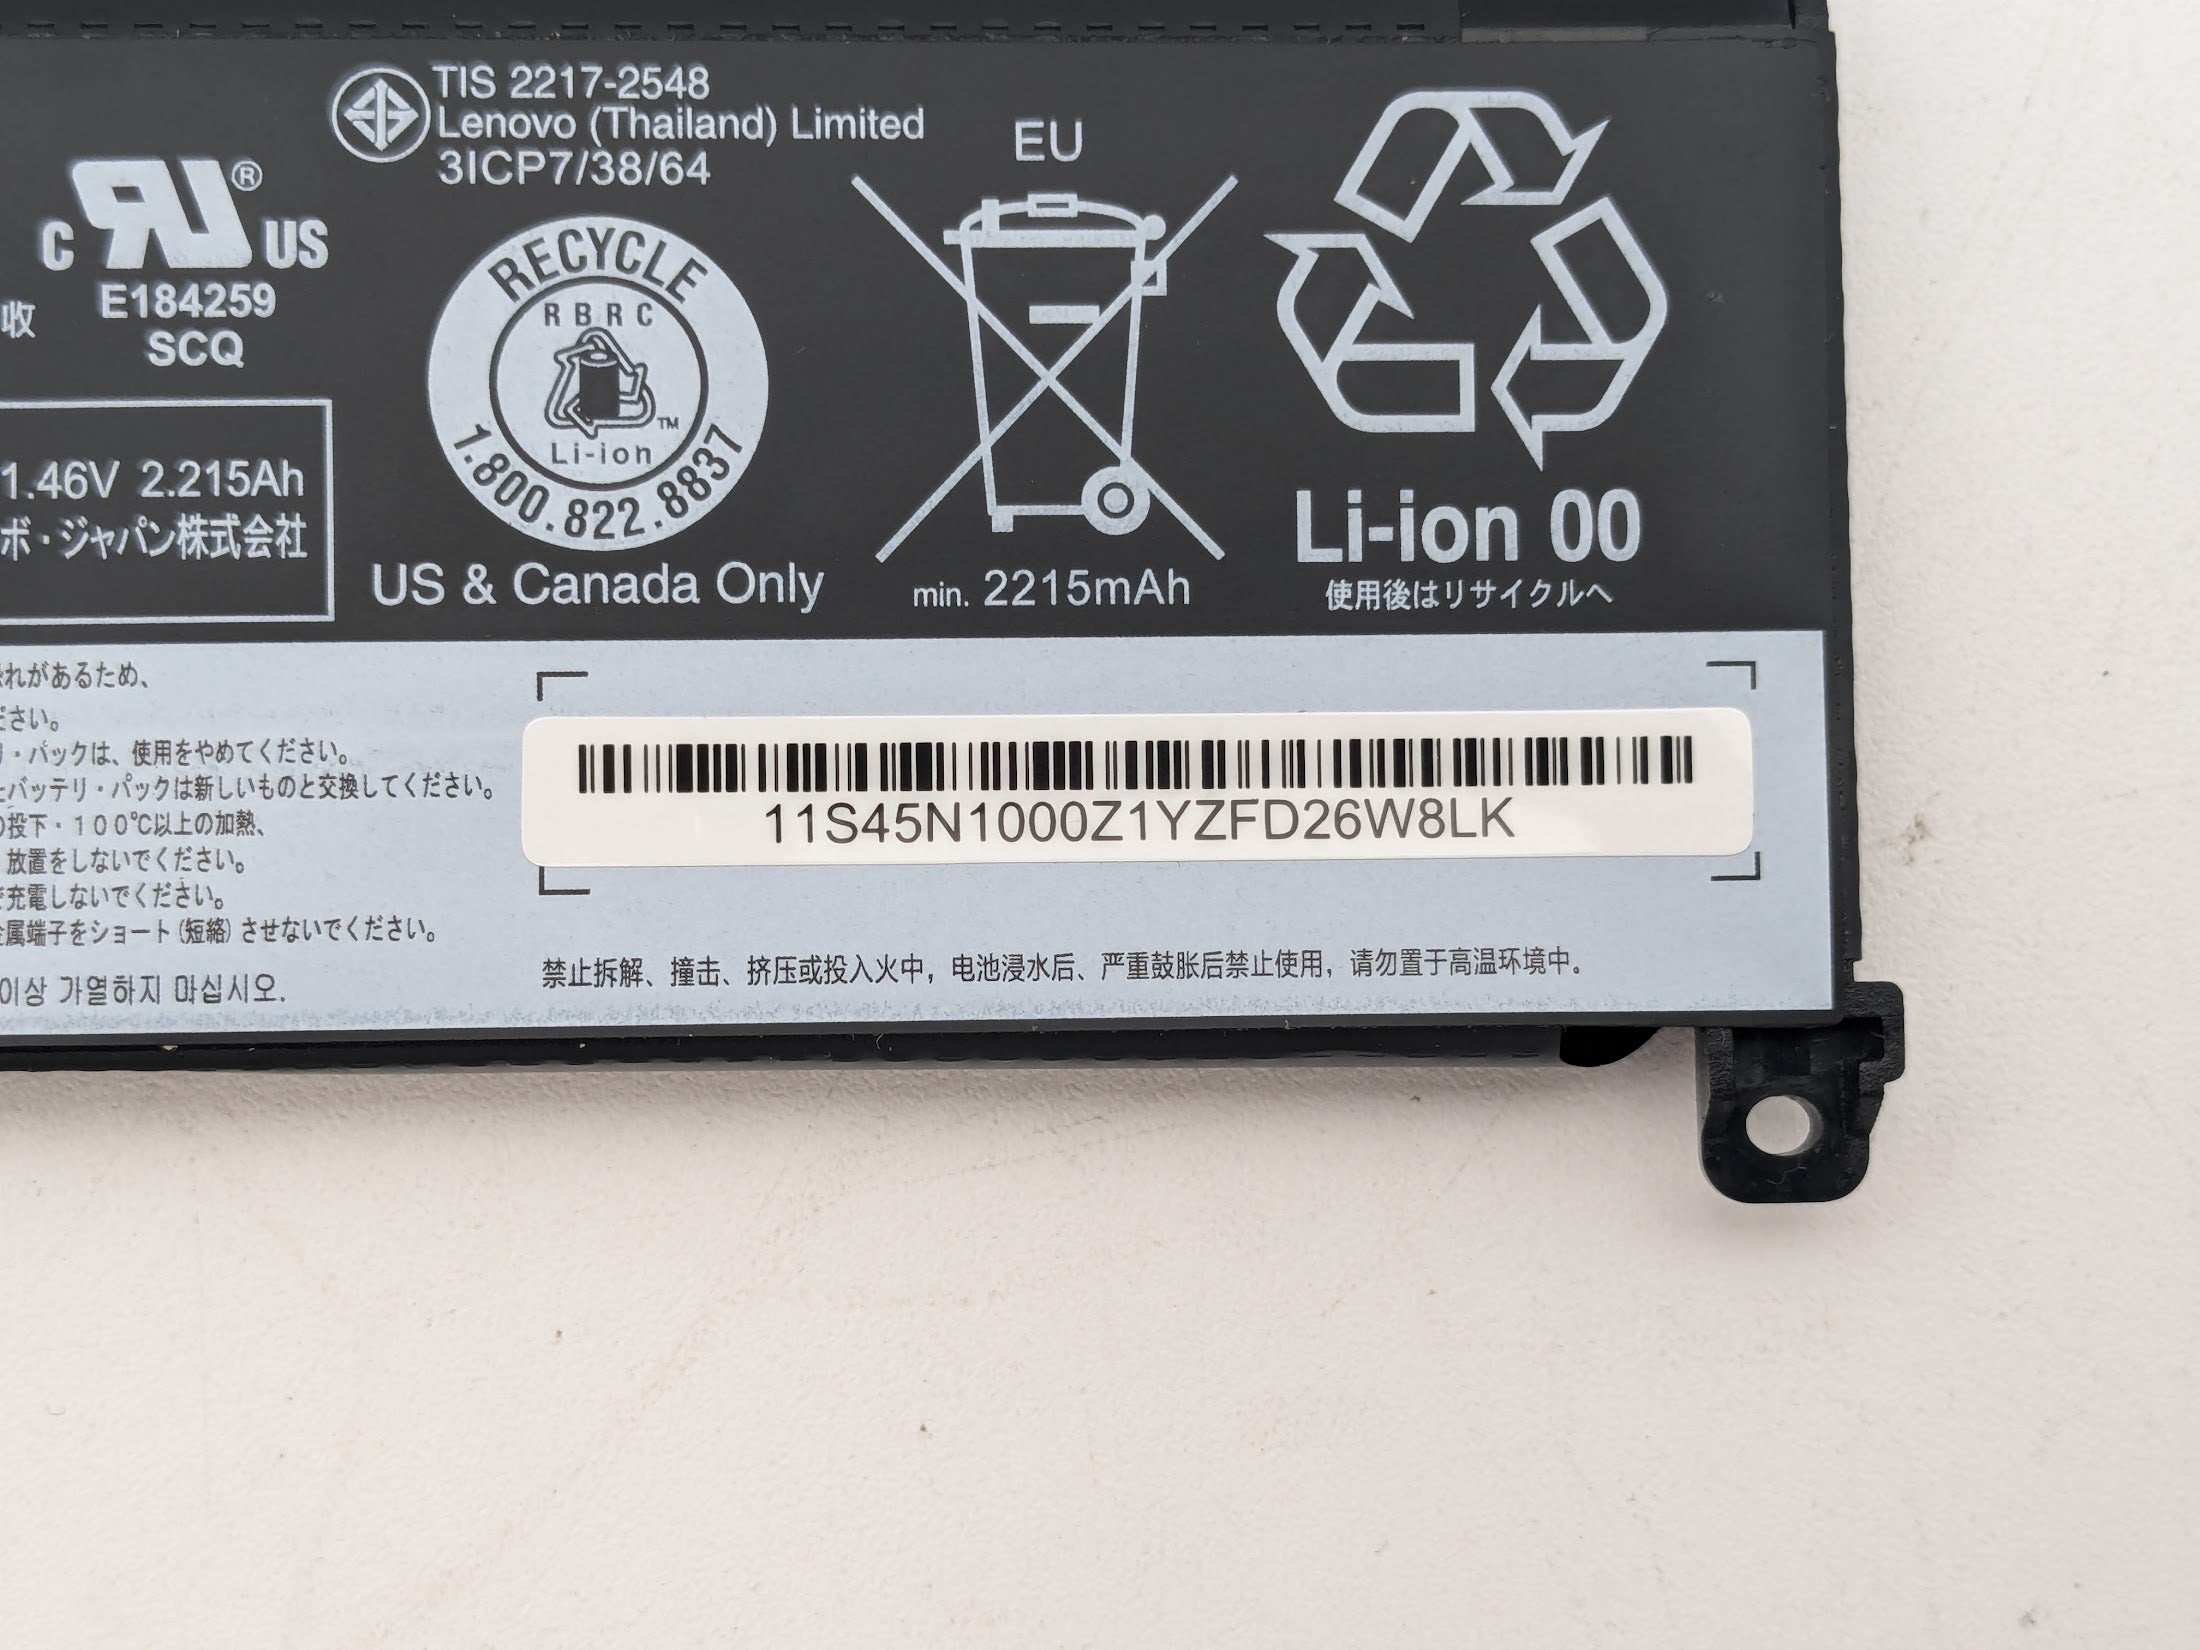 TIS 2217-2548
Lenovo (Thailand) Limited
3ICP7/38/64
C RU® US
E184259
SCQ
收
RECYCLE
RBRC
Li-ion
TM
1.800.822.8837
US & Canada Only
EU
min. 2215mAh
Li-ion 00
使用後はリサイクルへ
1.46V 2.215Ah
ボ・ジャパン株式会社
れがあるため、
ださい。
リ・パックは、使用をやめてください。
たバッテリ・パックは新しいものと交換してください。
の投下・100℃以上の加熱、
放置をしないでください。
で充電しないでください。
金属端子をショート(短絡)させないでください。
이상 가열하지 마십시오.
11S45N1000Z1YZFD26W8LK
禁止拆解、撞击、挤压或投入火中，电池浸水后、严重鼓胀后禁止使用，请勿置于高温环境中。